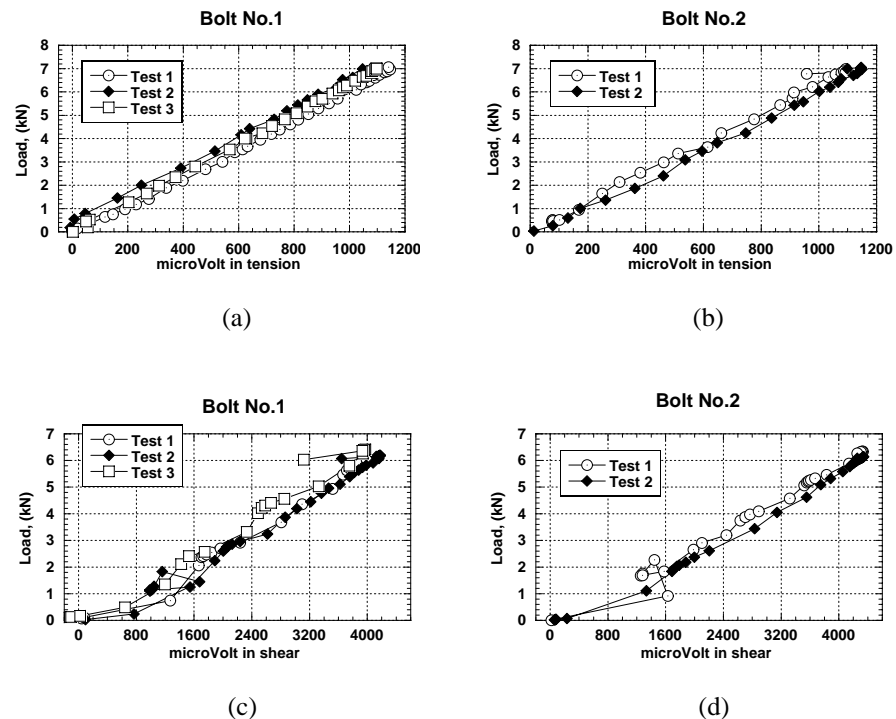 Bolt No.1
8
7
6
5
4
3
2
1
0
Load, (kN)
Test 1
Test 2
Test 3
0 200 400 600 800 1000 1200
microVolt in tension
(a)
Bolt No.2
8
7
6
5
4
3
2
1
0
Load, (kN)
Test 1
Test 2
0 200 400 600 800 1000 1200
microVolt in tension
(b)
Bolt No.1
7
6
5
4
3
2
1
0
Load, (kN)
Test 1
Test 2
Test 3
0 800 1600 2400 3200 4000
microVolt in shear
(c)
Bolt No.2
7
6
5
4
3
2
1
0
Load, (kN)
Test 1
Test 2
0 800 1600 2400 3200 4000
microVolt in shear
(d)